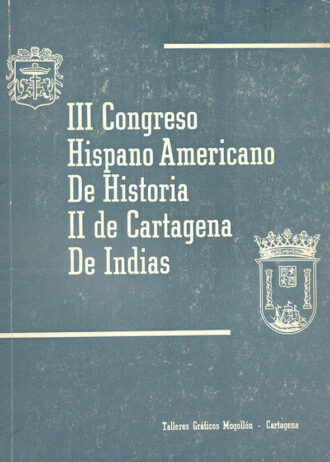 III Congreso
Hispano Americano
De Historia
II de Cartagena
De Indias
Talleres Gráficos Mogollón - Cartagena